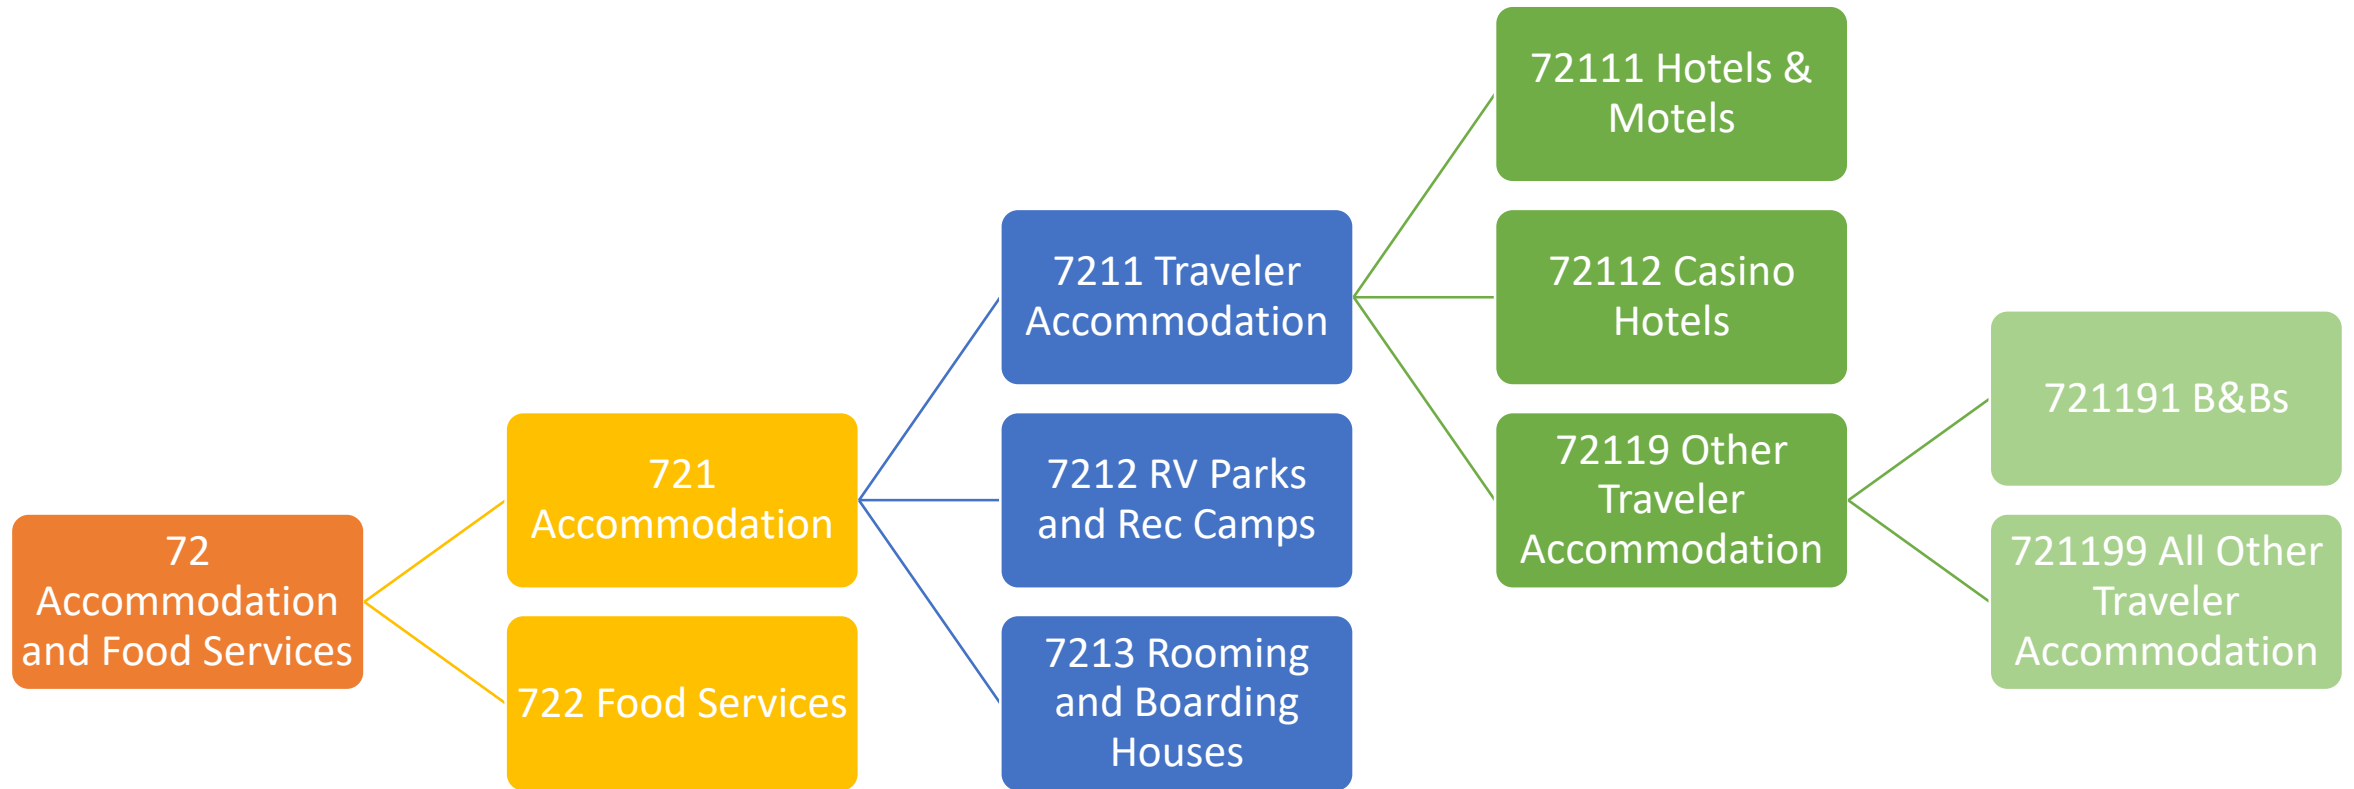 72
Accommodation
and Food Services
721
Accommodation
722 Food Services
7211 Traveler
Accommodation
7212 RV Parks
and Rec Camps
7213 Rooming
and Boarding
Houses
72111 Hotels &
Motels
72112 Casino
Hotels
72119 Other
Traveler
Accommodation
721191 B&Bs
721199 All Other
Traveler
Accommodation